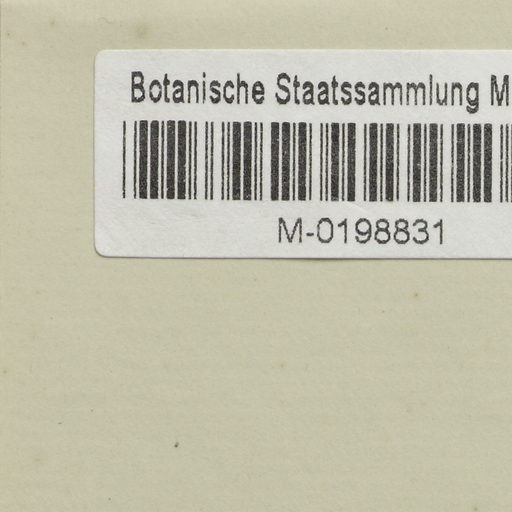 Botanische Staatssammlung M
M-0198831